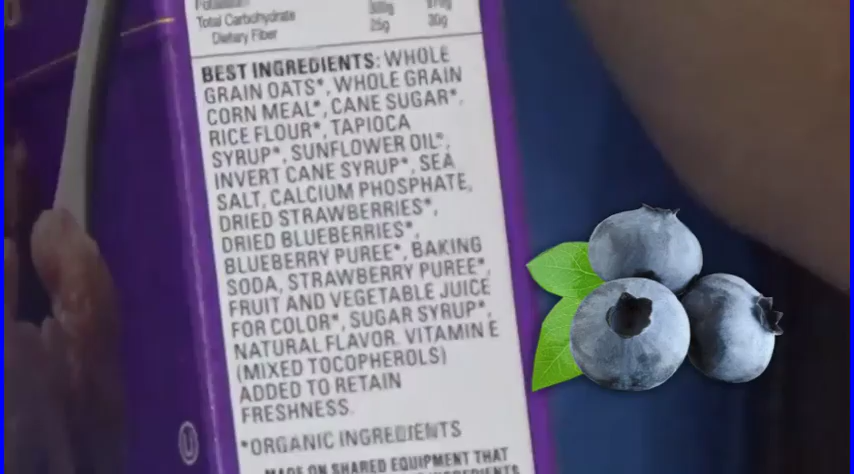 Total Carbohydrate
25g 30g
Dietary Fiber
BEST INGREDIENTS: WHOLE
GRAIN OATS*, WHOLE GRAIN
CORN MEAL*, CANE SUGAR*,
RICE FLOUR*, TAPIOCA
SYRUP*, SUNFLOWER OIL*,
INVERT CANE SYRUP*, SEA
SALT, CALCIUM PHOSPHATE,
DRIED STRAWBERRIES*,
DRIED BLUEBERRIES*,
BLUEBERRY PUREE*, BAKING
SODA, STRAWBERRY PUREE*,
FRUIT AND VEGETABLE JUICE
FOR COLOR*, SUGAR SYRUP*,
NATURAL FLAVOR. VITAMIN E
(MIXED TOCOPHEROLS)
ADDED TO RETAIN
FRESHNESS.
*ORGANIC INGREDIENTS
MADE ON SHARED EQUIPMENT THAT